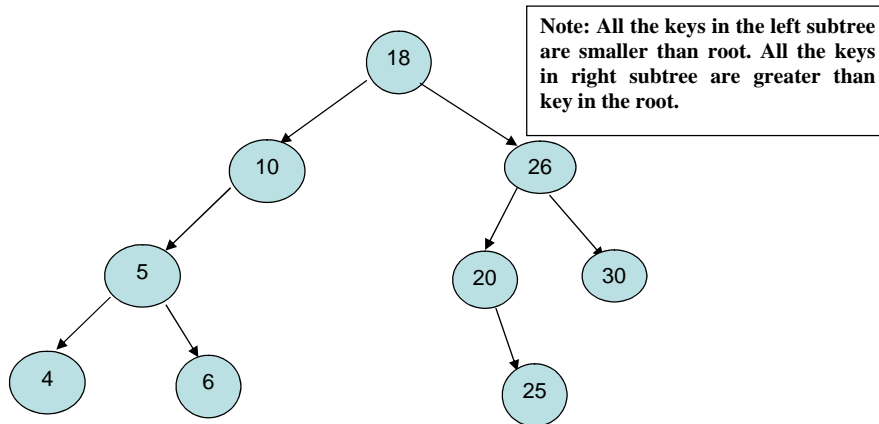 Note: All the keys in the left subtree
are smaller than root. All the keys
in right subtree are greater than
key in the root.
18
10
26
5
20
30
4
6
25